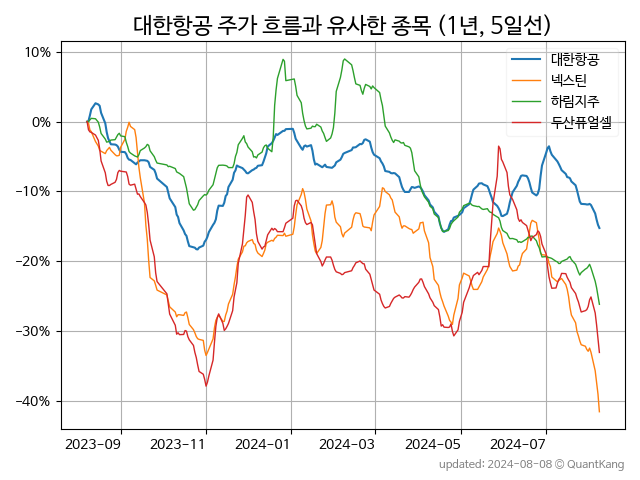 대한항공 주가 흐름과 유사한 종목 (1년, 5일선)
대한항공
넥스틴
하림지주
두산퓨얼셀
10%
0%
−10%
−20%
−30%
−40%
2023-09 2023-11 2024-01 2024-03 2024-05 2024-07
updated: 2024-08-08 © QuantKang